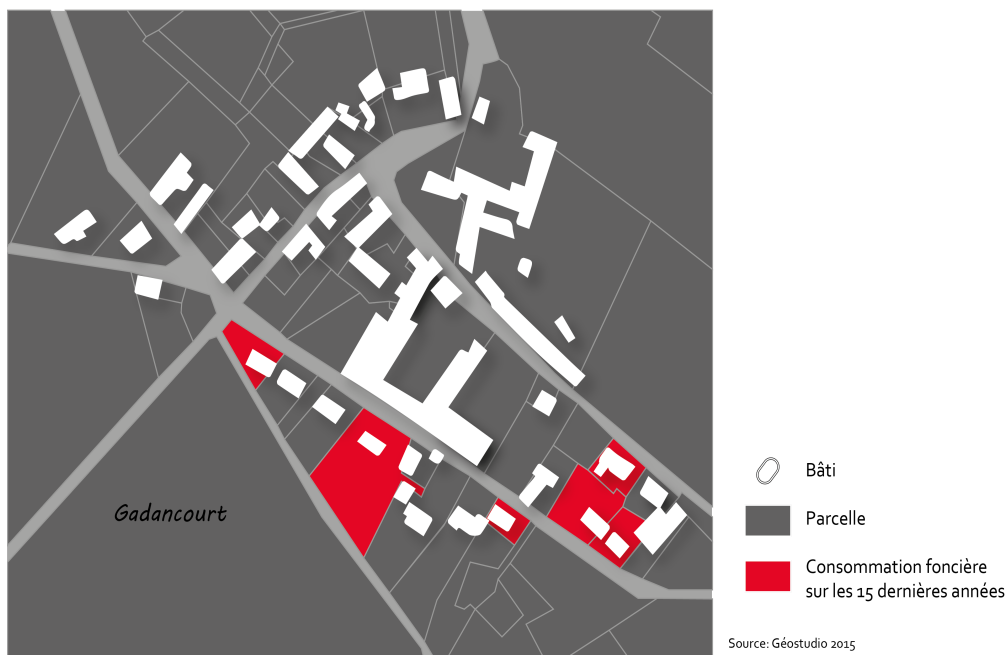 Gadancourt
Bâti
Parcelle
Consommation foncière
sur les 15 dernières années
Source: Géostudio 2015